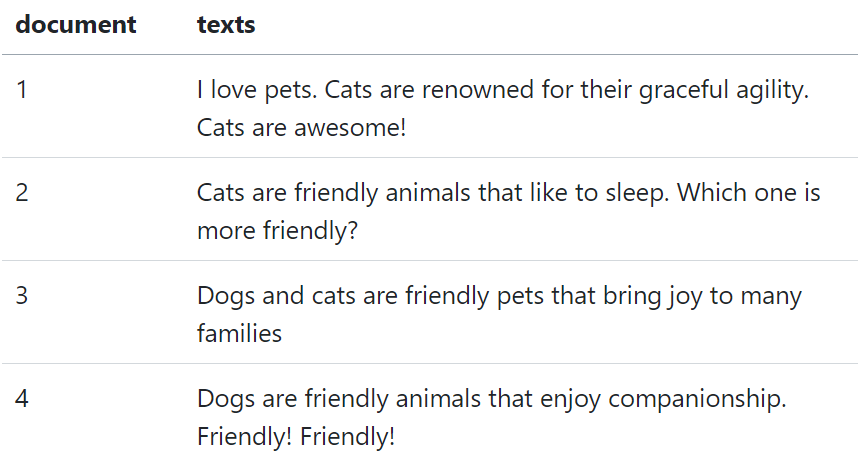 document texts
1 I love pets. Cats are renowned for their graceful agility.
Cats are awesome!
2 Cats are friendly animals that like to sleep. Which one is
more friendly?
3 Dogs and cats are friendly pets that bring joy to many
families
4 Dogs are friendly animals that enjoy companionship.
Friendly! Friendly!